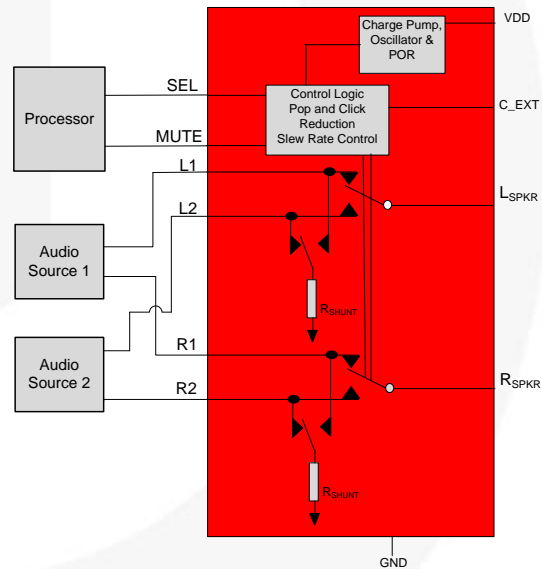 Charge Pump,
Oscillator &
POR
VDD
SEL
Processor
MUTE
Control Logic
Pop and Click
Reduction
Slew Rate Control
C_EXT
L1
LSPKR
L2
Audio
Source 1
RSHUNT
R1
Audio
Source 2
R2
RSPKR
RSHUNT
GND